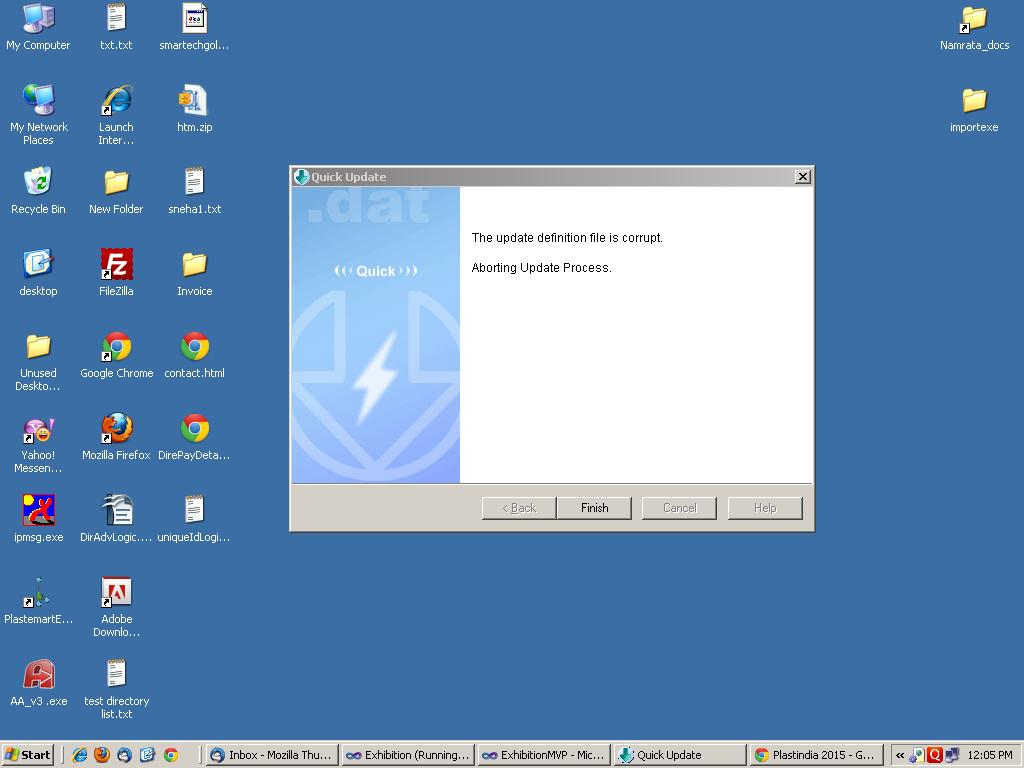 My Computer
txt.txt
smartechgol...
Namrata_docs
My Network
Places
Launch
Inter...
htm.zip
importexe
Quick Update
.dat
Recycle Bin
New Folder
sneha1.txt
The update definition file is corrupt.
Aborting Update Process.
Quick
desktop
FileZilla
Invoice
Unused
Deskto...
Google Chrome
contact.html
Yahoo!
Messen...
Mozilla Firefox
DirePayDeta...
< Back
Finish
Cancel
Help
ipmsg.exe
DirAdvLogic....
uniqueIdLogi...
PlastemartE...
Adobe
Downlo...
AA_v3 .exe
test directory
list.txt
Start
Inbox - Mozilla Thu...
Exhibition (Running...
ExhibitionMVP - Mic...
Quick Update
Plastindia 2015 - G...
12:05 PM